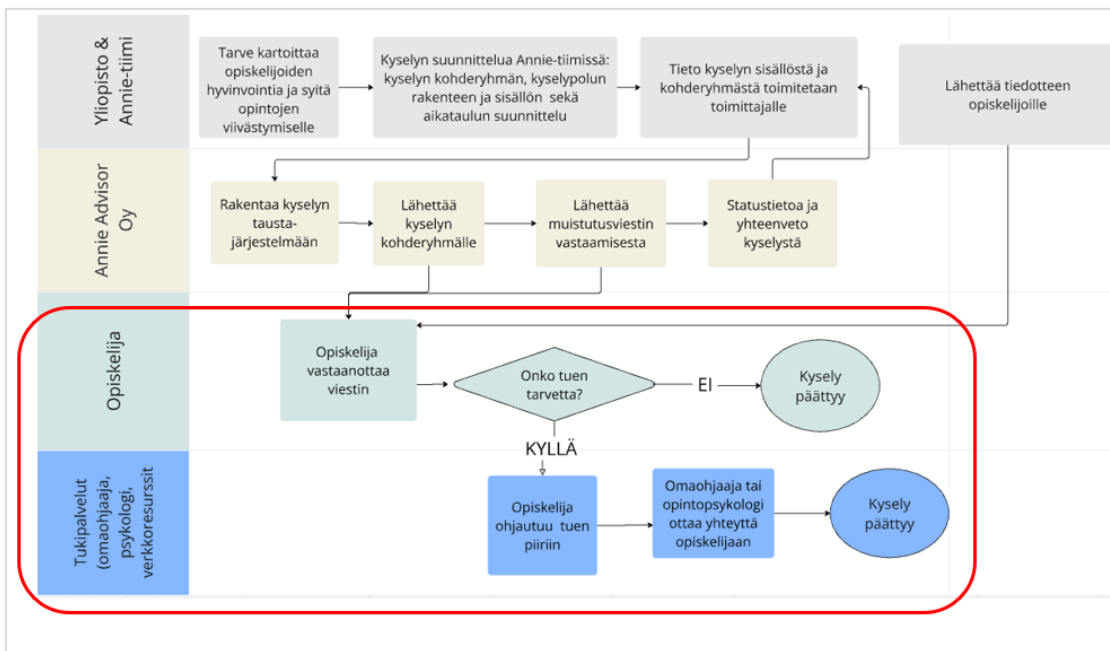 Yliopisto &
Annie-tiimi
Tarve kartoittaa
opiskelijoiden
hyvinvointia ja syitä
opintojen
viivästymiselle
Kyselyn suunnittelua Annie-tiimissä:
kyselyn kohderyhmän, kyselypolun
rakenteen ja sisällön sekä
aikataulun suunnittelu
Tieto kyselyn sisällöstä ja
kohderyhmästä toimitetaan
toimittajalle
Lähettää tiedotteen
opiskelijoille
Annie Advisor
Oy
Rakentaa kyselyn
tausta-
järjestelmään
Lähettää
kyselyn
kohderyhmälle
Lähettää
muistutusviestin
vastaamisesta
Statustietoa ja
yhteenveto
kyselystä
Opiskelija
Opiskelija
vastaanottaa
viestin
Onko tuen
tarvetta?
EI
Kysely
päättyy
KYLLÄ
Tukipalvelut
(omaohjaaja,
psykologi,
verkkoresurssit
Opiskelija
ohjautuu tuen
piiriin
Omaohjaaja tai
opintopsykologi
ottaa yhteyttä
opiskelijaan
Kysely
päättyy